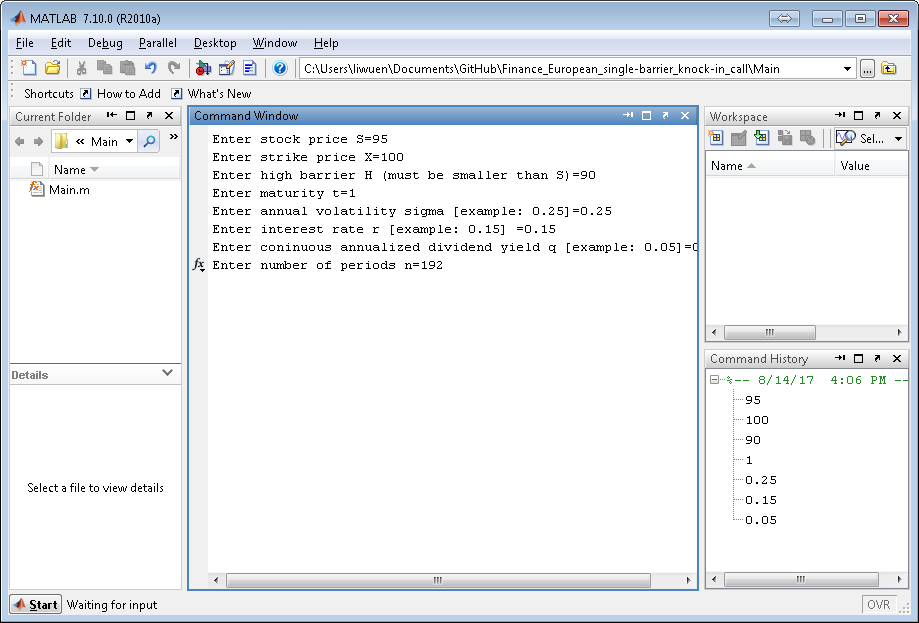 MATLAB 7.10.0 (R2010a)
File Edit Debug Parallel Desktop Window Help
C:\Users\liwuen\Documents\GitHub\Finance_European_single-barrier_knock-in_call\Main
Shortcuts How to Add What's New
Current Folder
« Main
»
Name
Main.m
Details
Select a file to view details
Command Window
Enter stock price S=95
Enter strike price X=100
Enter high barrier H (must be smaller than S)=90
Enter maturity t=1
Enter annual volatility sigma [example: 0.25]=0.25
Enter interest rate r [example: 0.15] =0.15
Enter coninuous annualized dividend yield q [example: 0.05]=0
fx Enter number of periods n=192
Workspace
Sel...
Name Value
Command History
%-- 8/14/17 4:06 PM --
95
100
90
1
0.25
0.15
0.05
Start Waiting for input
OVR